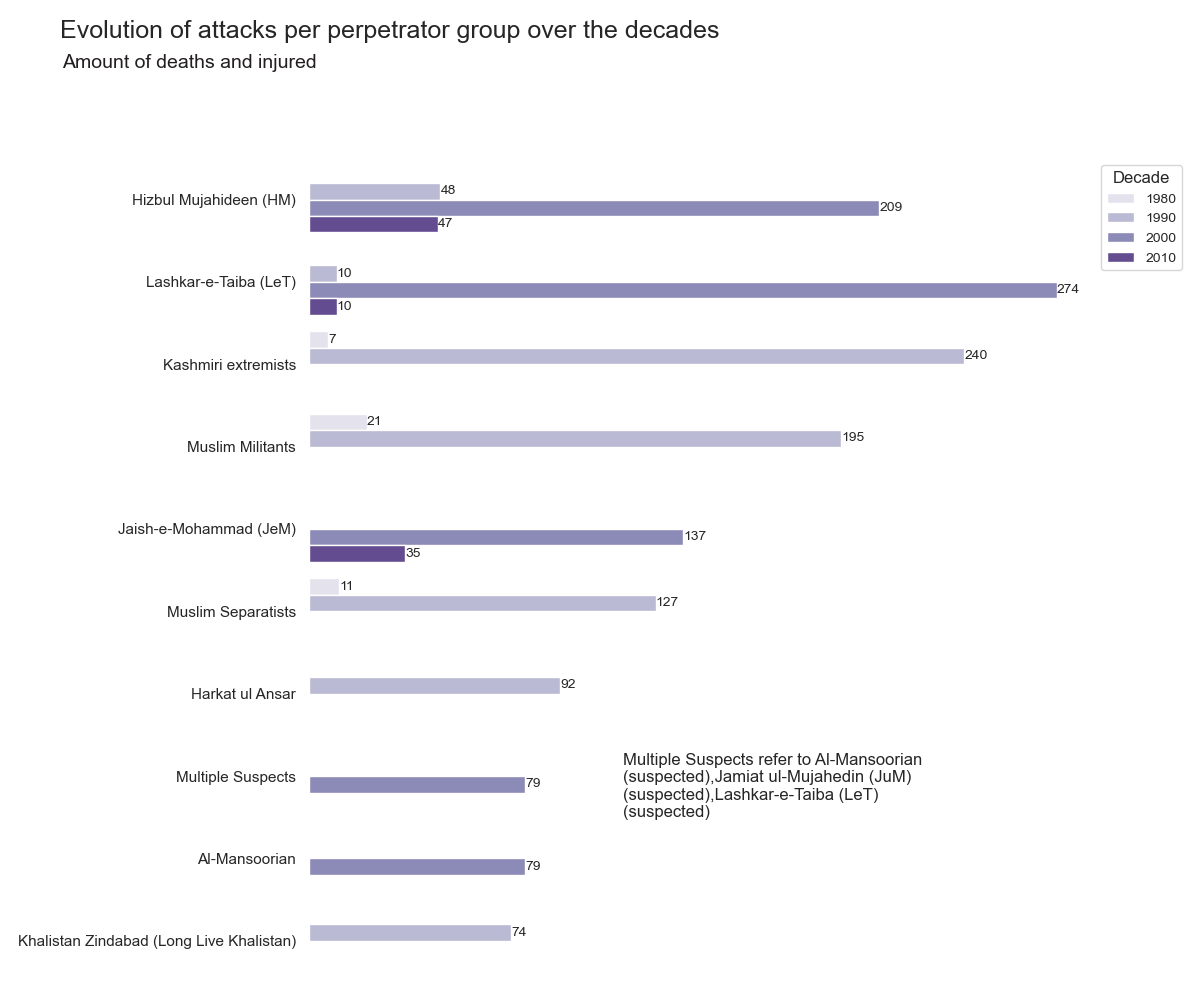 Evolution of attacks per perpetrator group over the decades
Amount of deaths and injured
Decade
1980
1990
2000
2010
Hizbul Mujahideen (HM)
48
209
47
Lashkar-e-Taiba (LeT)
10
274
10
Kashmiri extremists
7
240
Muslim Militants
21
195
Jaish-e-Mohammad (JeM)
137
35
Muslim Separatists
11
127
Harkat ul Ansar
92
Multiple Suspects
79
Multiple Suspects refer to Al-Mansoorian
(suspected),Jamiat ul-Mujahedin (JuM)
(suspected),Lashkar-e-Taiba (LeT)
(suspected)
Al-Mansoorian
79
Khalistan Zindabad (Long Live Khalistan)
74